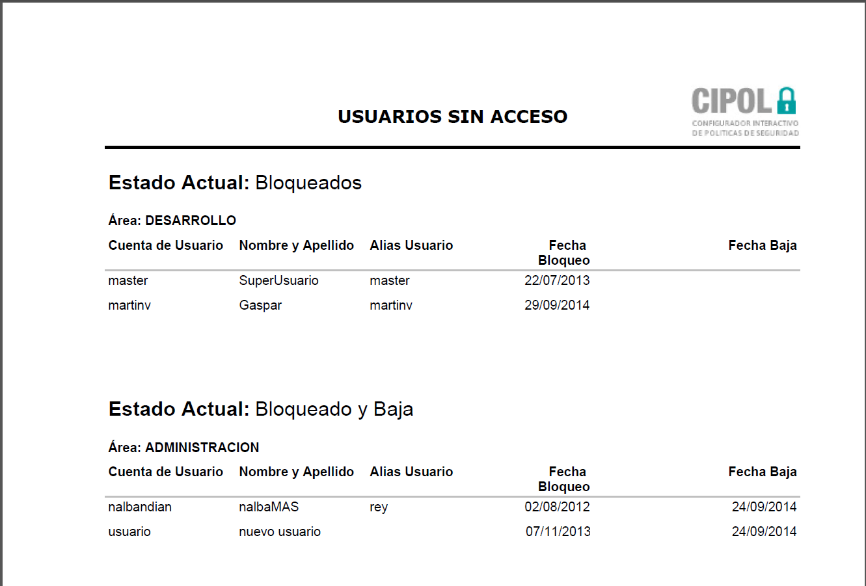 USUARIOS SIN ACCESO
CIPOL
CONFIGURADOR INTERACTIVO
DE POLITICAS DE SEGURIDAD
Estado Actual: Bloqueados
Área: DESARROLLO
Cuenta de Usuario Nombre y Apellido Alias Usuario Fecha Bloqueo Fecha Baja
master SuperUsuario master 22/07/2013
martinv Gaspar martinv 29/09/2014
Estado Actual: Bloqueado y Baja
Área: ADMINISTRACION
Cuenta de Usuario Nombre y Apellido Alias Usuario Fecha Bloqueo Fecha Baja
nalbandian nalbaMAS rey 02/08/2012 24/09/2014
usuario nuevo usuario 07/11/2013 24/09/2014